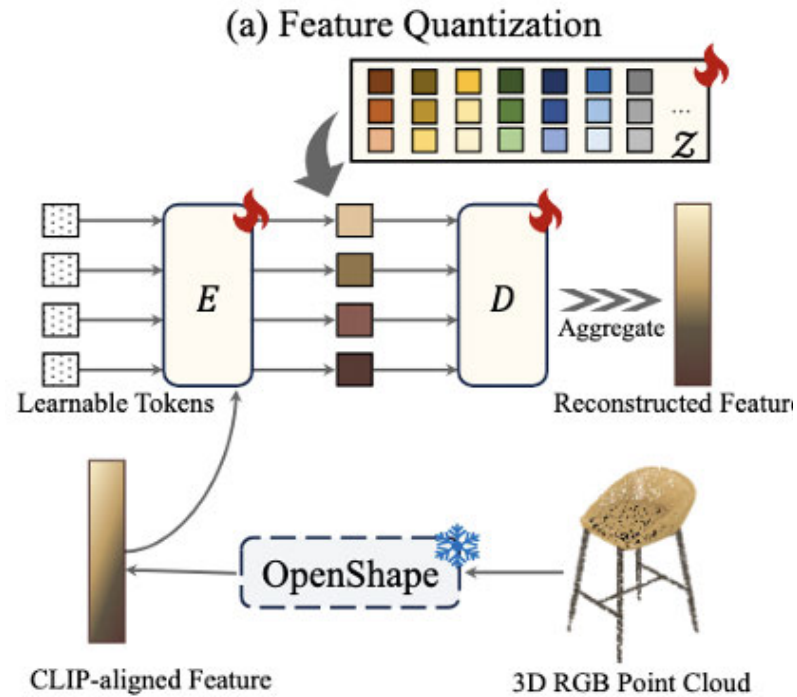 (a) Feature Quantization
...
Z
E
D
Aggregate
Learnable Tokens
Reconstructed Feature
OpenShape
CLIP-aligned Feature
3D RGB Point Cloud